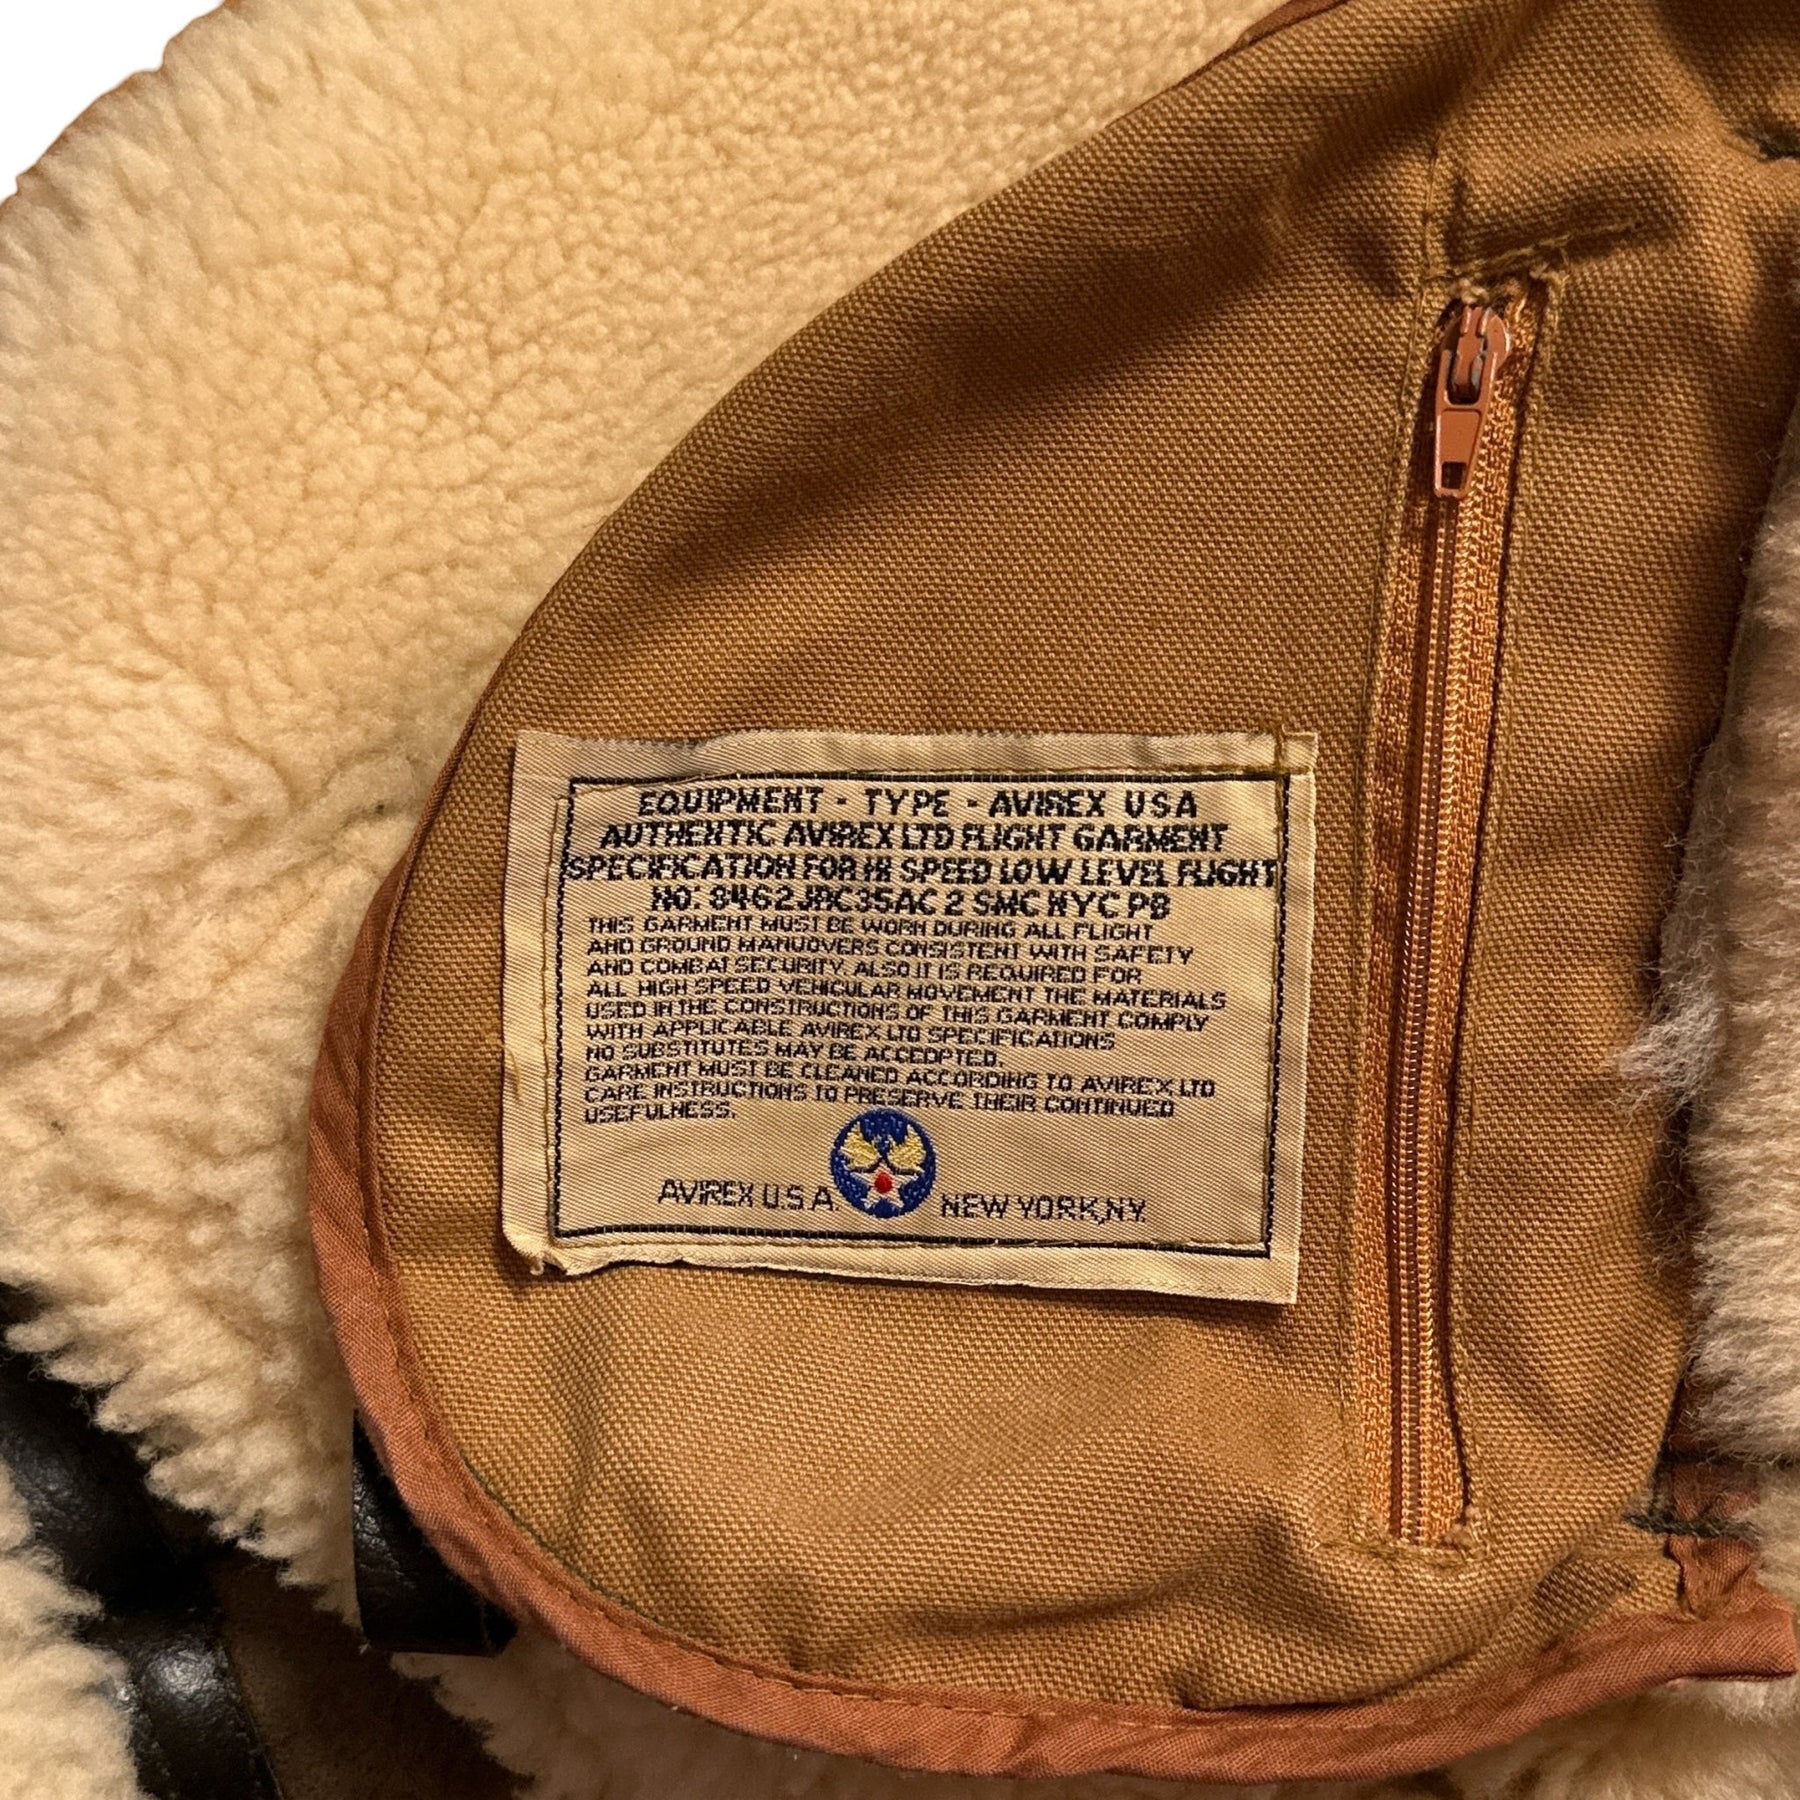 EQUIPMENT - TYPE - AVIREX USA
AUTHENTIC AVIREX LTD FLIGHT GARMENT
SPECIFICATION FOR HI SPEED LOW LEVEL FLIGHT
NO: 8462JRC35AC 2 SMC NYC PB
THIS GARMENT MUST BE WORN DURING ALL FLIGHT
AND GROUND MANUOVERS CONSISTENT WITH SAFETY
AND COMBAT SECURITY. ALSO IT IS REQUIRED FOR
ALL HIGH SPEED VEHICULAR MOVEMENT THE MATERIALS
USED IN THE CONSTRUCTIONS OF THIS GARMENT COMPLY
WITH APPLICABLE AVIREX LTD SPECIFICATIONS
NO SUBSTITUTES MAY BE ACCEOPTED.
GARMENT MUST BE CLEANED ACCORDING TO AVIREX LTD
CARE INSTRUCTIONS TO PRESERVE THEIR CONTINUED
USEFULNESS.
AVIREX U.S.A. NEW YORK, N.Y.